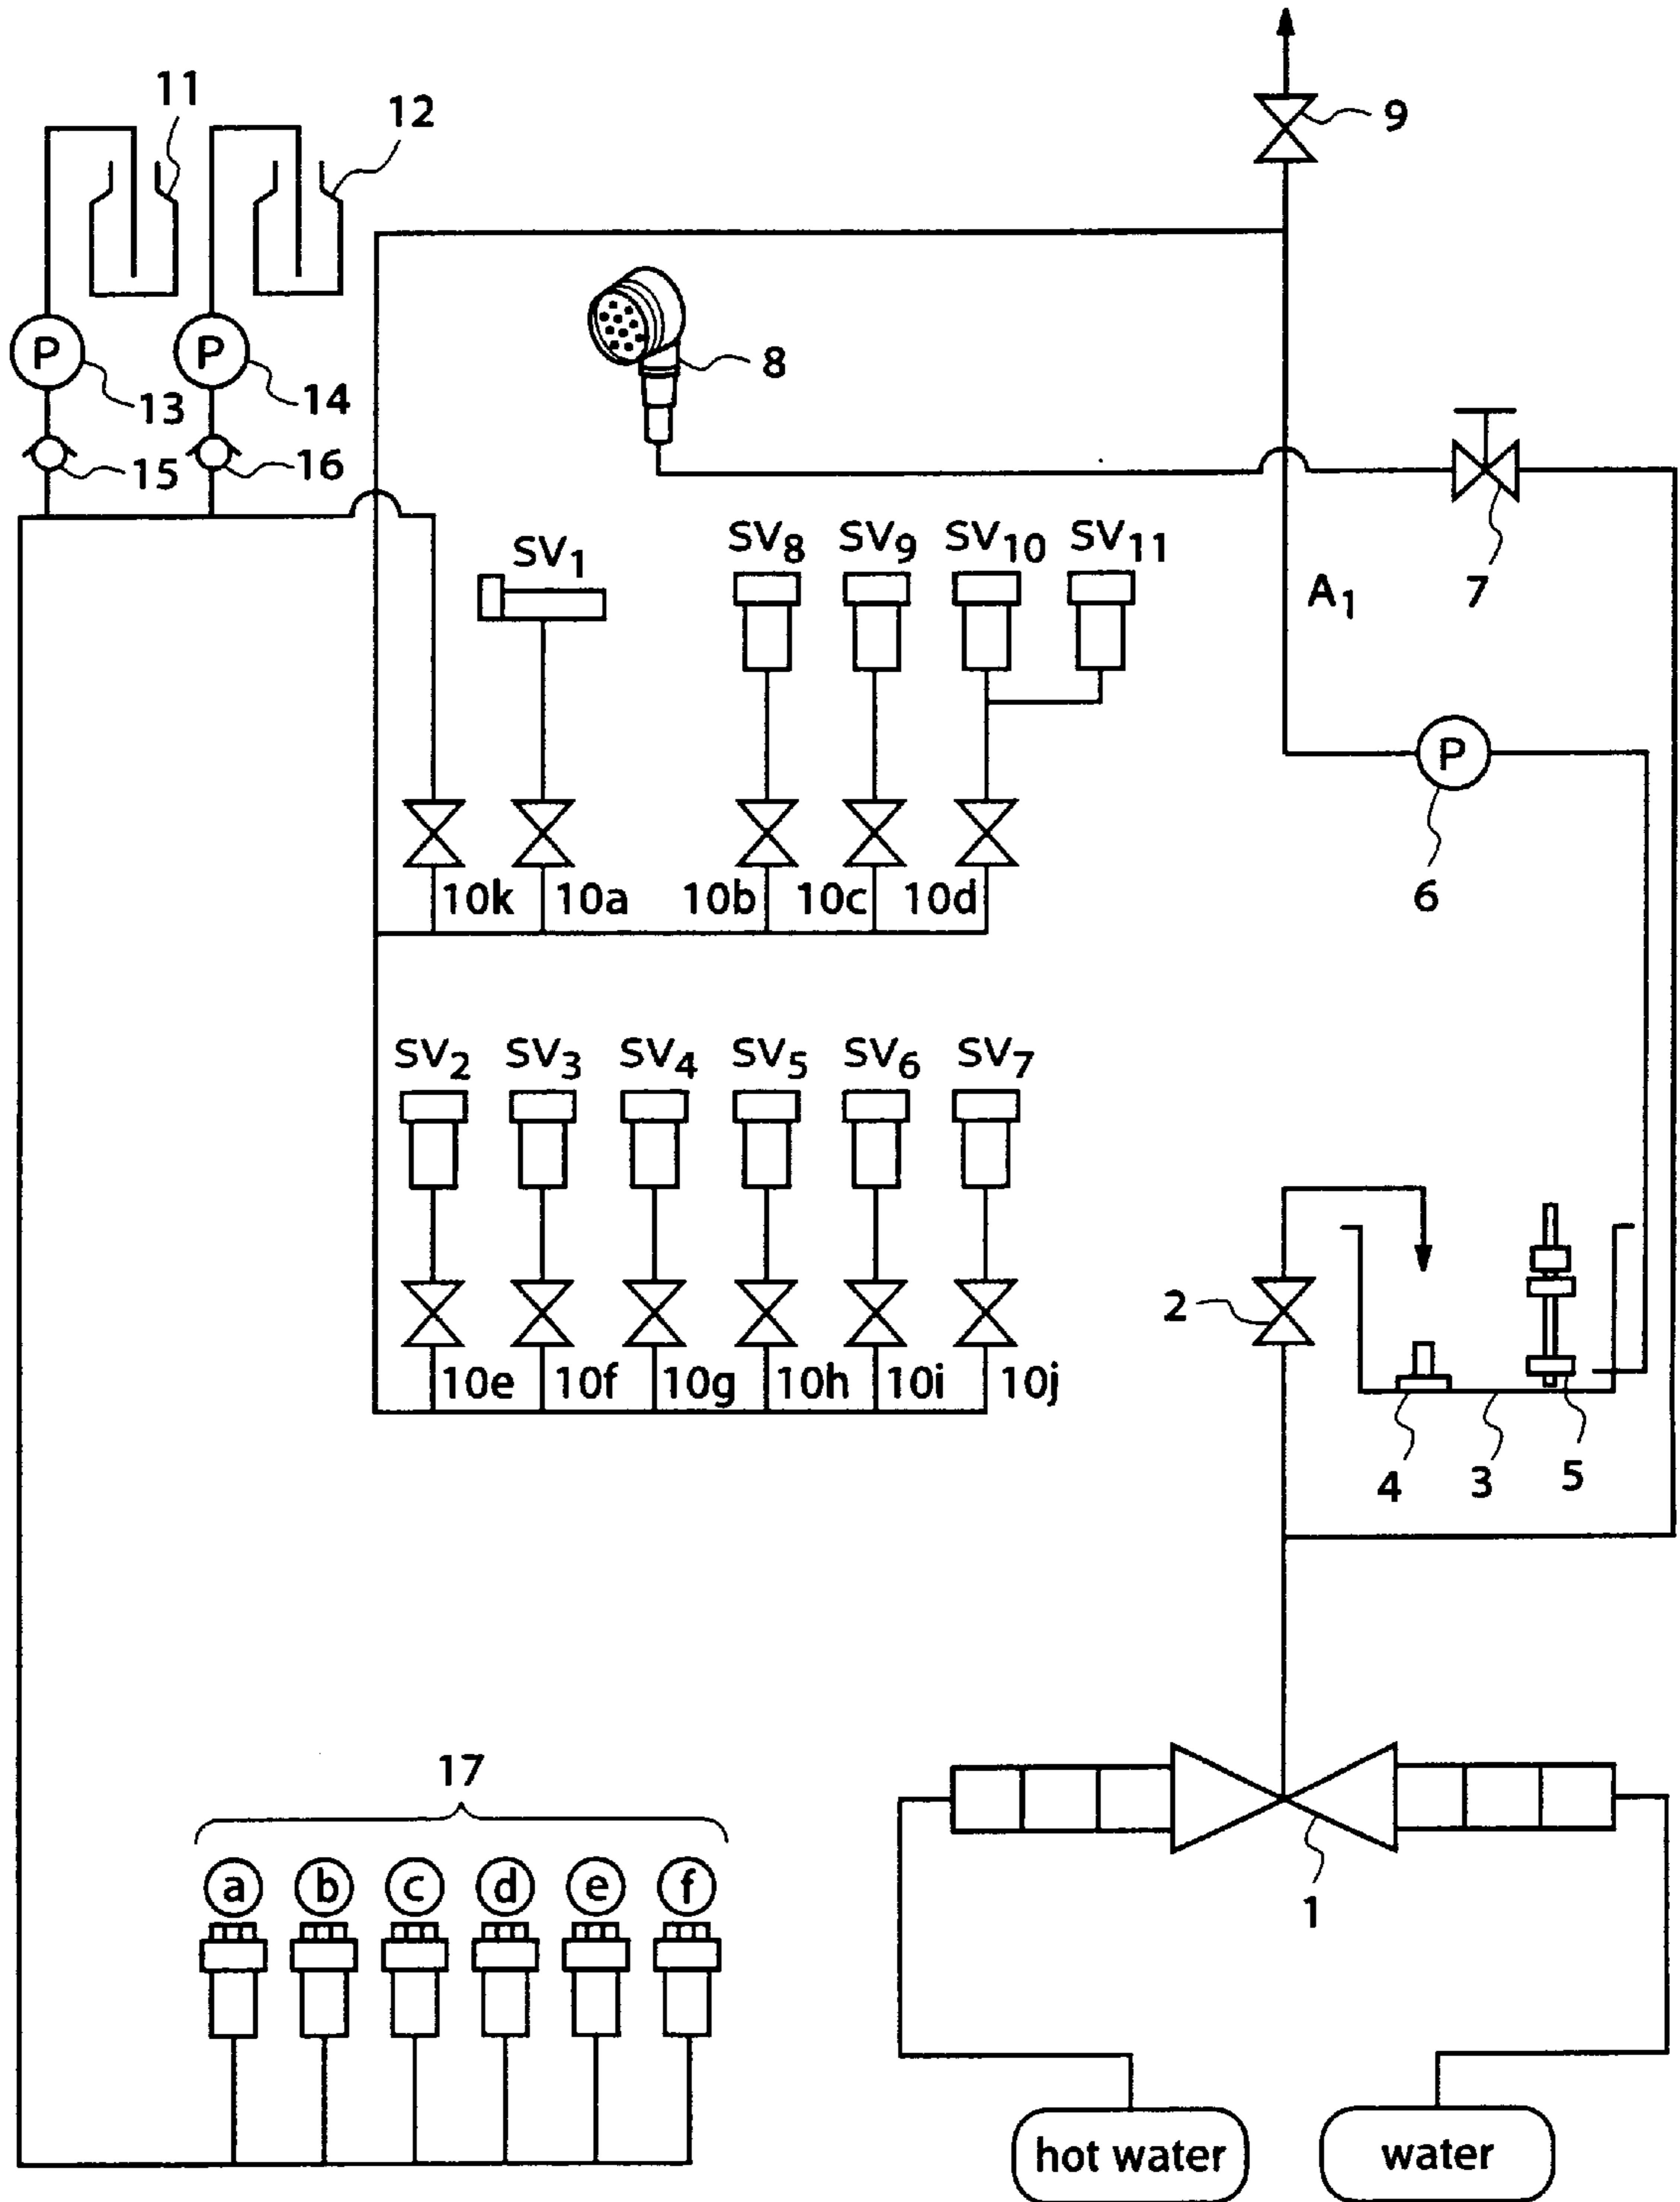 11
12
9
P
P
8
13
14
15
16
SV1
SV8
SV9
SV10
SV11
A1
7
P
6
10k
10a
10b
10c
10d
SV2
SV3
SV4
SV5
SV6
SV7
2
10e
10f
10g
10h
10i
10j
4
3
5
17
a
b
c
d
e
f
1
hot water
water